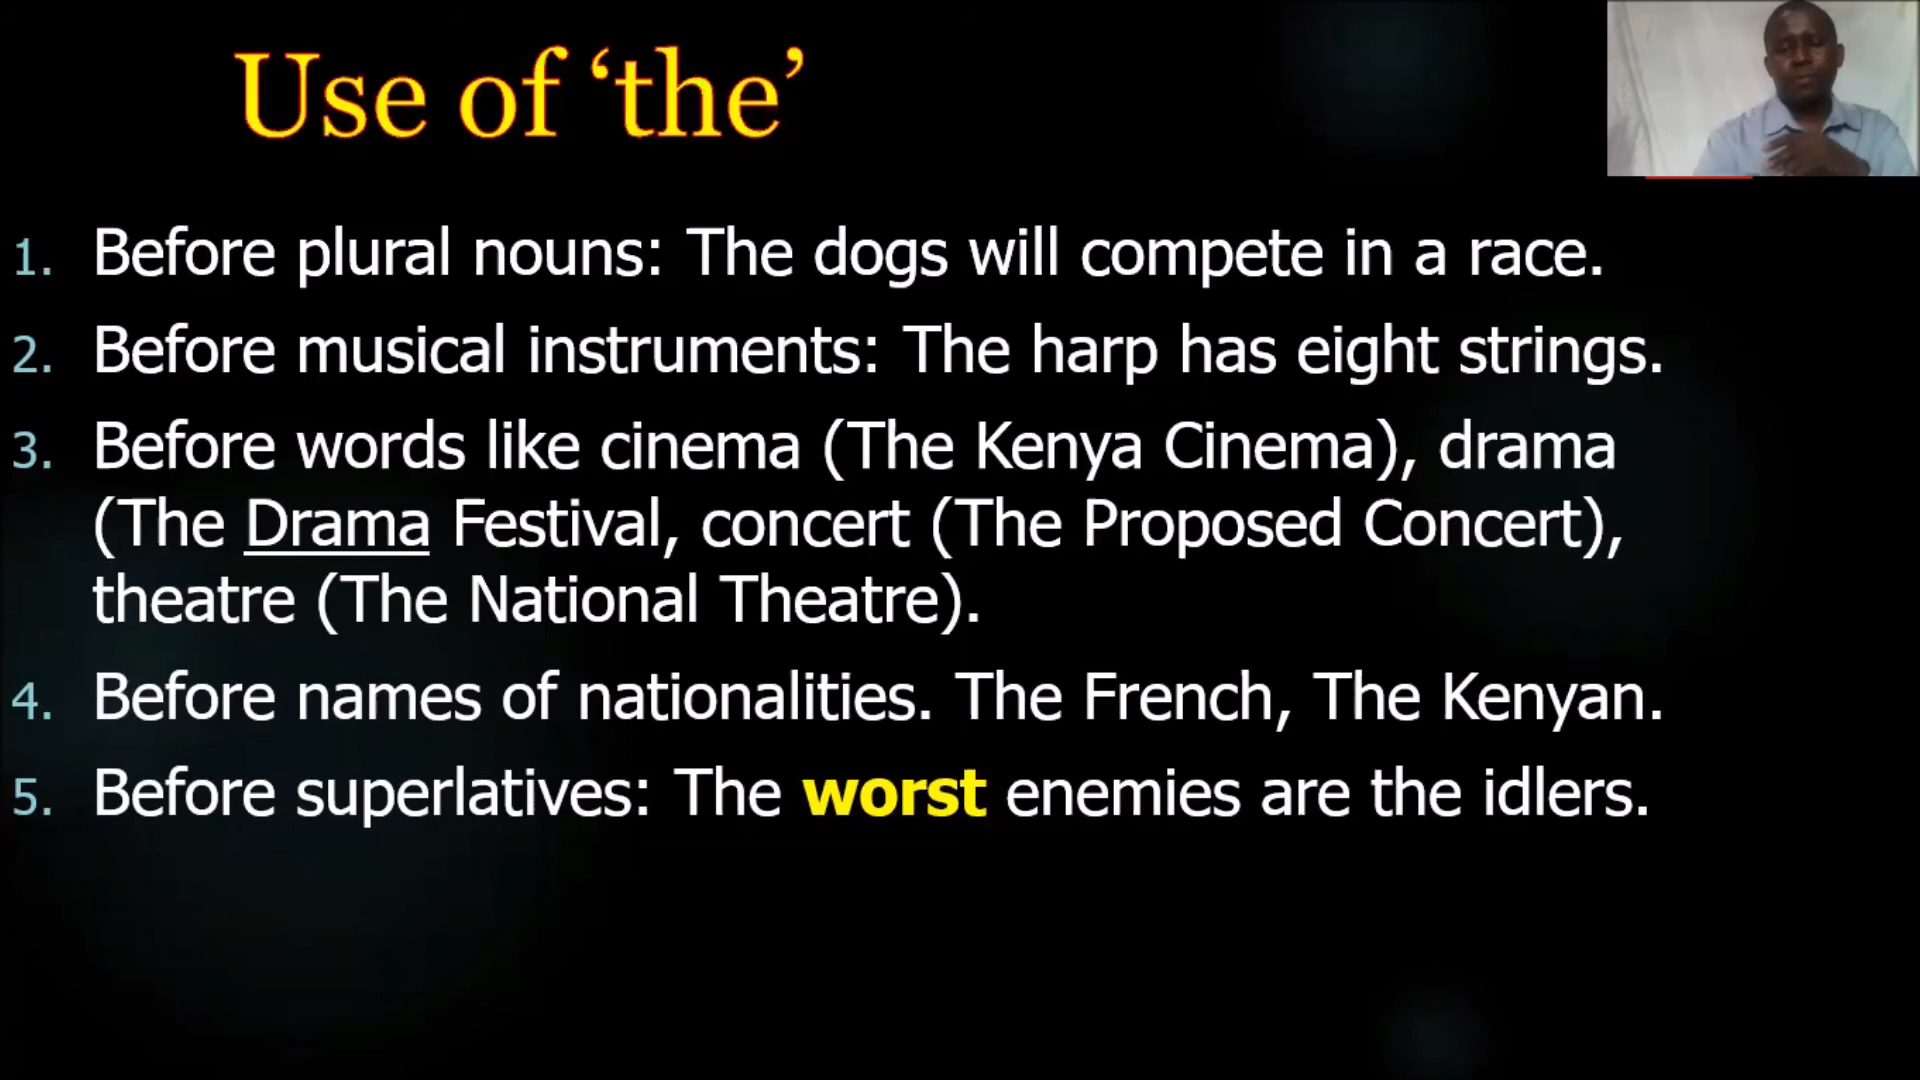 Use of ‘the’
1. Before plural nouns: The dogs will compete in a race.
2. Before musical instruments: The harp has eight strings.
3. Before words like cinema (The Kenya Cinema), drama
(The Drama Festival, concert (The Proposed Concert),
theatre (The National Theatre).
4. Before names of nationalities. The French, The Kenyan.
5. Before superlatives: The worst enemies are the idlers.